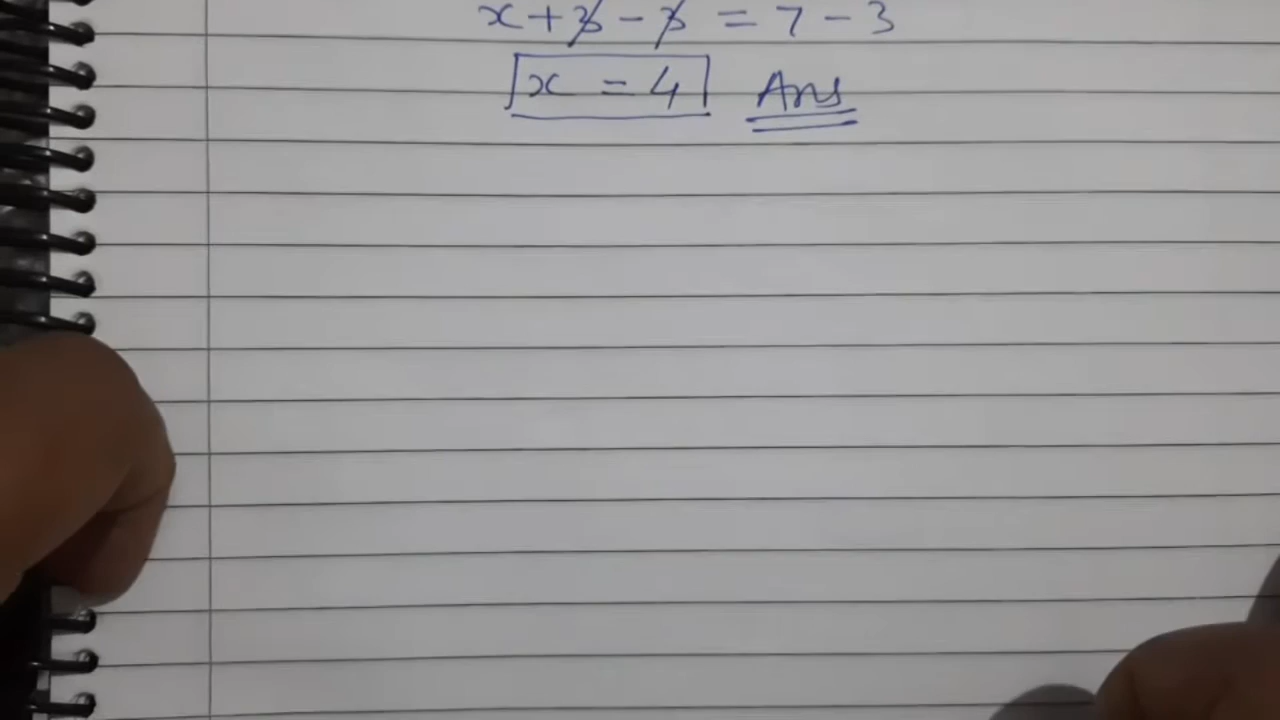 x + 3 - 3 = 7 - 3
x = 4 Ans